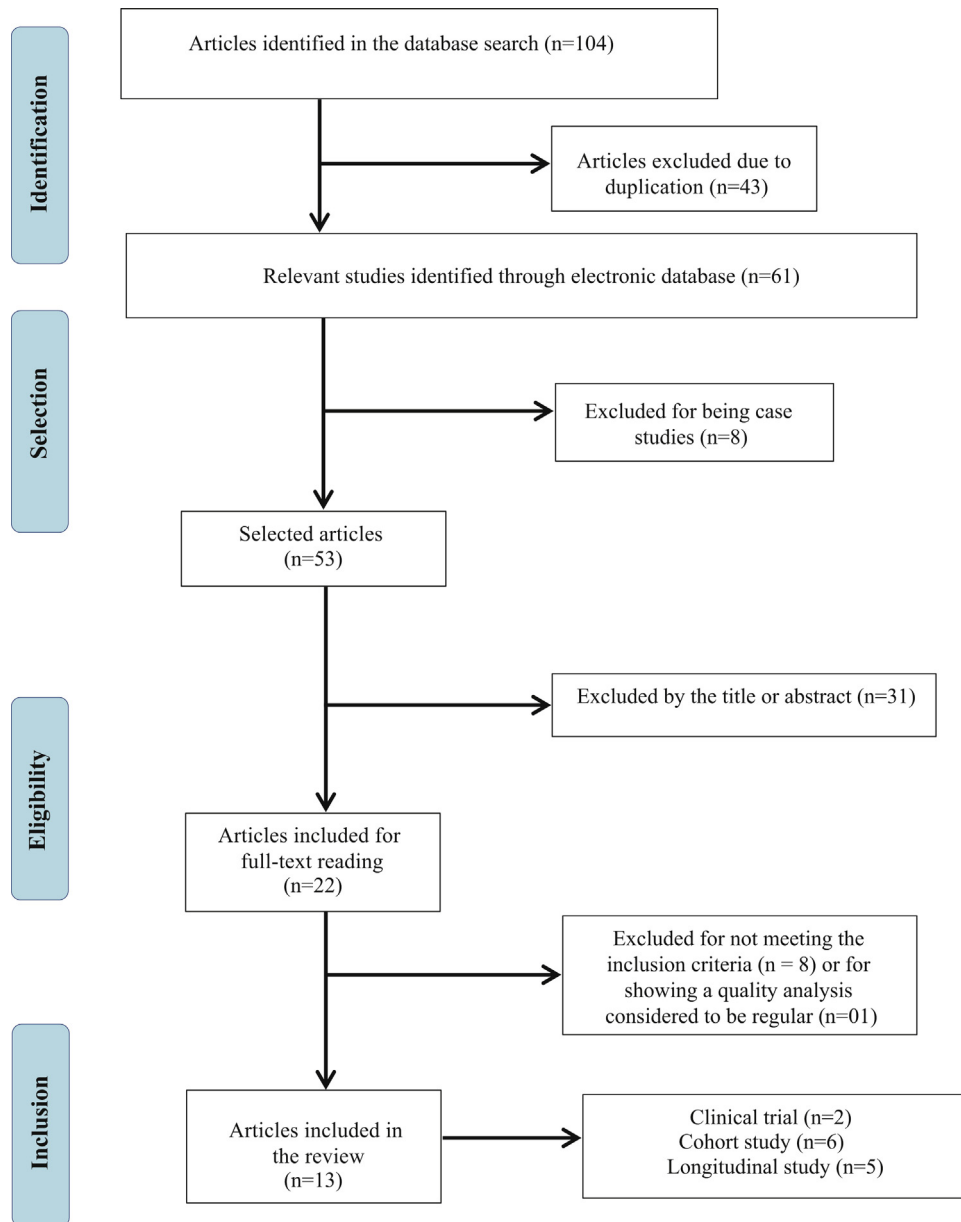 Identification
Articles identified in the database search (n=104)
Articles excluded due to
duplication (n=43)
Relevant studies identified through electronic database (n=61)
Selection
Excluded for being case
studies (n=8)
Selected articles
(n=53)
Eligibility
Excluded by the title or abstract (n=31)
Articles included for
full-text reading
(n=22)
Excluded for not meeting the
inclusion criteria (n = 8) or for
showing a quality analysis
considered to be regular (n=01)
Inclusion
Articles included in
the review
(n=13)
Clinical trial (n=2)
Cohort study (n=6)
Longitudinal study (n=5)